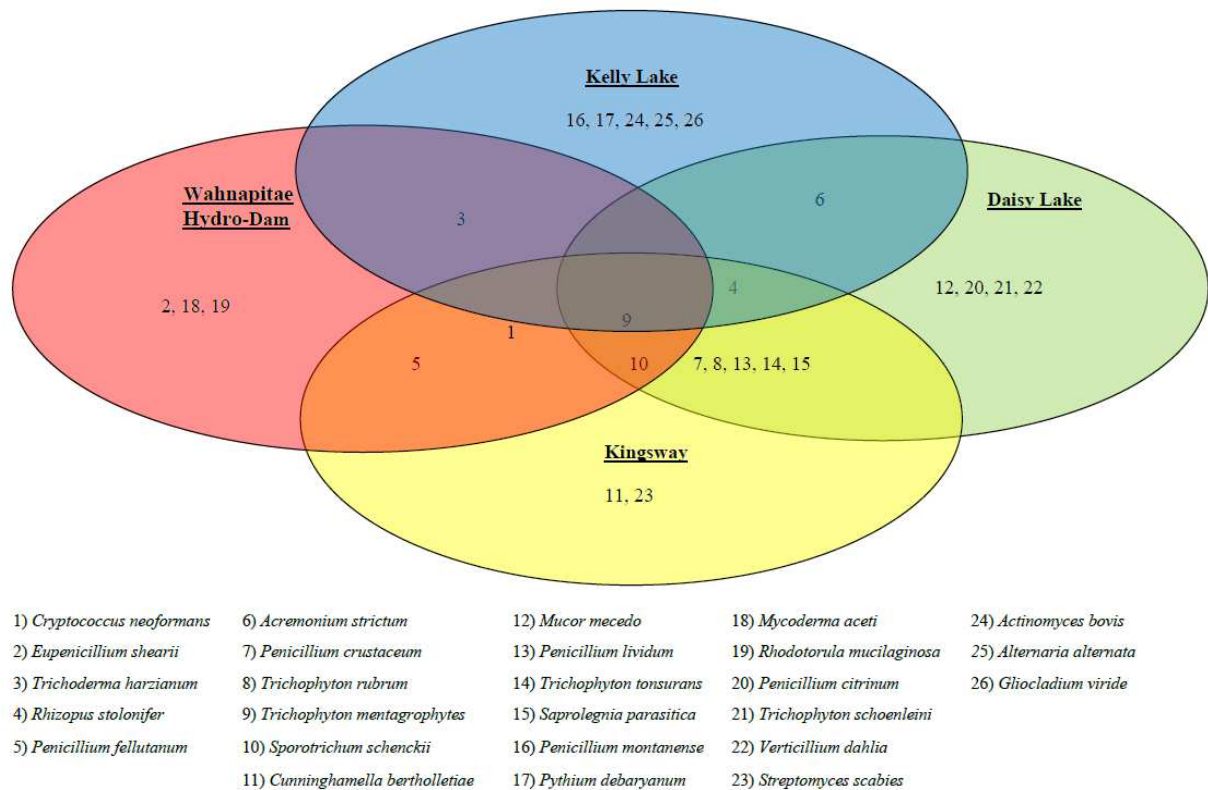 Kelly Lake
16, 17, 24, 25, 26
Wahnapitae
Hydro-Dam
3
6
Daisy Lake
2, 18, 19
4
12, 20, 21, 22
9
1
5
10
7, 8, 13, 14, 15
Kingsway
11, 23
1) Cryptococcus neoformans
2) Eupenicillium shearii
3) Trichoderma harzianum
4) Rhizopus stolonifer
5) Penicillium fellutanum
6) Acremonium strictum
7) Penicillium crustaceum
8) Trichophyton rubrum
9) Trichophyton mentagrophytes
10) Sporotrichum schenckii
11) Cunninghamella bertholletiae
12) Mucor mecedo
13) Penicillium lividum
14) Trichophyton tonsurans
15) Saprolegnia parasitica
16) Penicillium montanense
17) Pythium debaryanum
18) Mycoderma aceti
19) Rhodotorula mucilaginosa
20) Penicillium citrinum
21) Trichophyton schoenleini
22) Verticillium dahlia
23) Streptomyces scabies
24) Actinomyces bovis
25) Alternaria alternata
26) Gliocladium viride